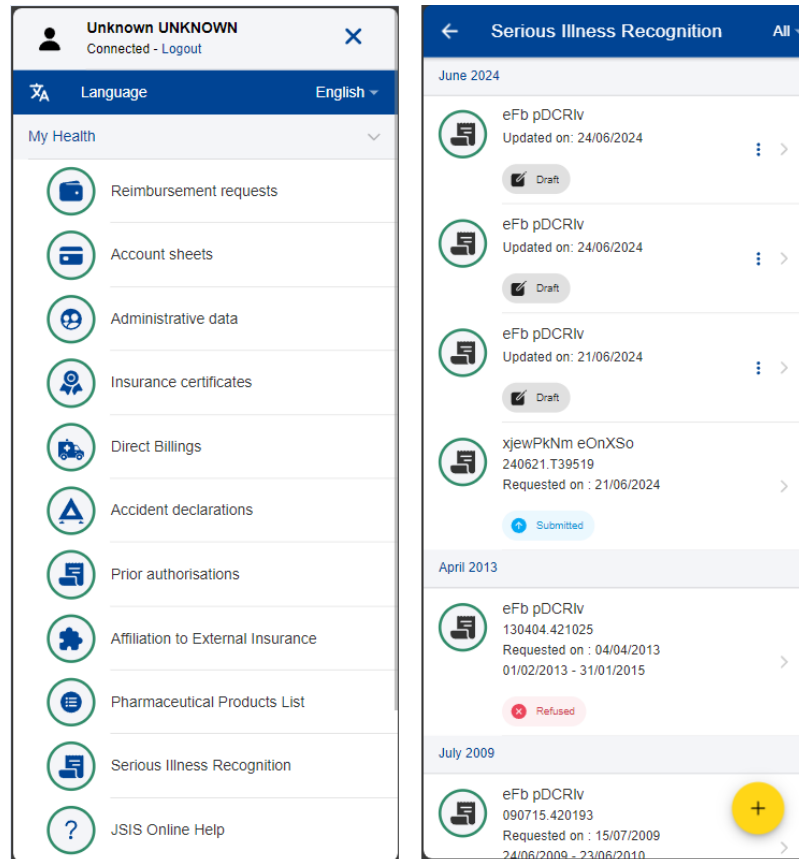 Unknown UNKNOWN
Connected - Logout
Language
English
My Health
Reimbursement requests
Account sheets
Administrative data
Insurance certificates
Direct Billings
Accident declarations
Prior authorisations
Affiliation to External Insurance
Pharmaceutical Products List
Serious Illness Recognition
? JSIS Online Help
Serious Illness Recognition
All
June 2024
eFb pDCRIv
Updated on: 24/06/2024
Draft
eFb pDCRIv
Updated on: 24/06/2024
Draft
eFb pDCRIv
Updated on: 21/06/2024
Draft
xjewPkNm eOnXSo
240621.T39519
Requested on : 21/06/2024
Submitted
April 2013
eFb pDCRIv
130404.421025
Requested on : 04/04/2013
01/02/2013 - 31/01/2015
Refused
July 2009
eFb pDCRIv
090715.420193
Requested on : 15/07/2009
24/06/2009 - 23/06/2010